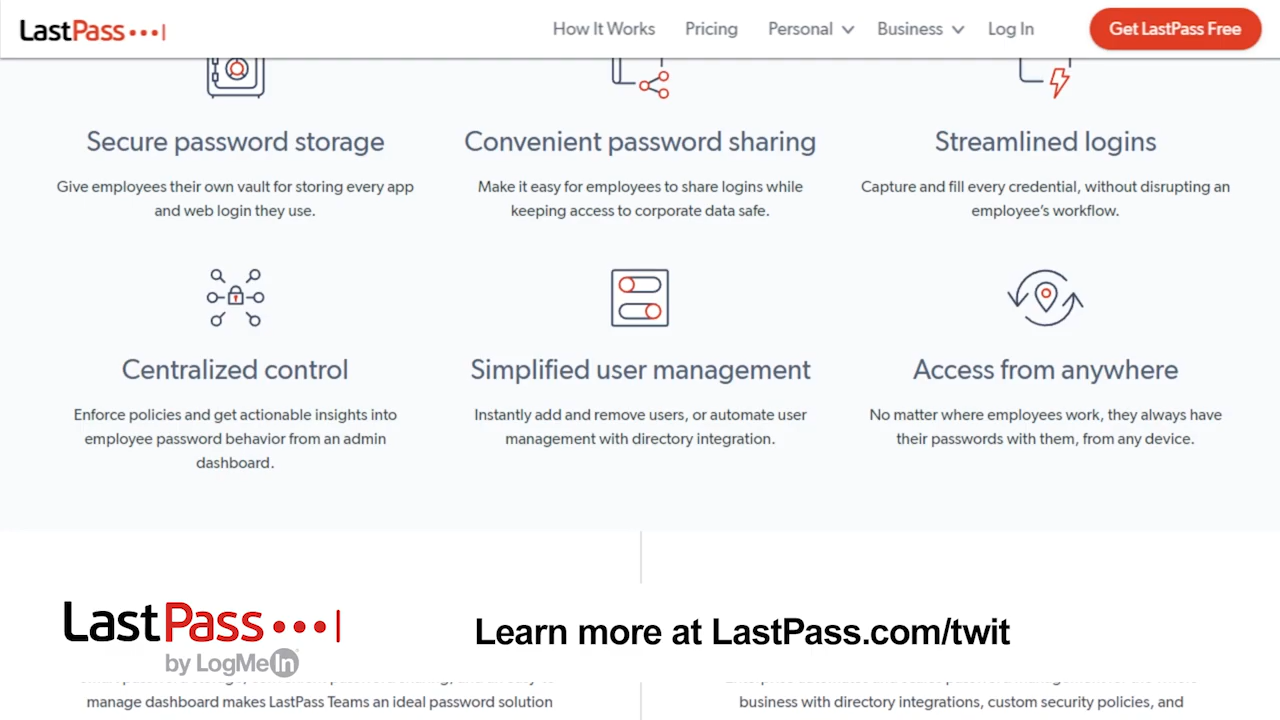 LastPass
How It Works
Pricing
Personal
Business
Log In
Get LastPass Free
Secure password storage
Give employees their own vault for storing every app
and web login they use.
Convenient password sharing
Make it easy for employees to share logins while
keeping access to corporate data safe.
Streamlined logins
Capture and fill every credential, without disrupting an
employee’s workflow.
Centralized control
Enforce policies and get actionable insights into
employee password behavior from an admin
dashboard.
Simplified user management
Instantly add and remove users, or automate user
management with directory integration.
Access from anywhere
No matter where employees work, they always have
their passwords with them, from any device.
LastPass
by LogMeIn
Learn more at LastPass.com/twit
manage dashboard makes LastPass Teams an ideal password solution
business with directory integrations, custom security policies, and